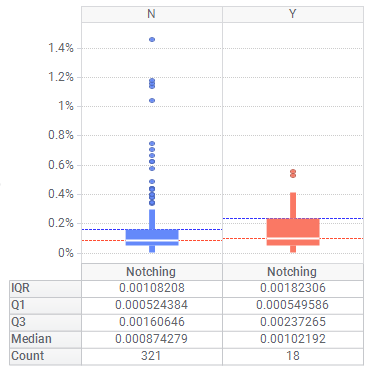 N Y
1.4%
1.2%
1%
0.8%
0.6%
0.4%
0.2%
0%
Notching Notching
IQR 0.00108208 0.00182306
Q1 0.000524384 0.000549586
Q3 0.00160646 0.00237265
Median 0.000874279 0.00102192
Count 321 18